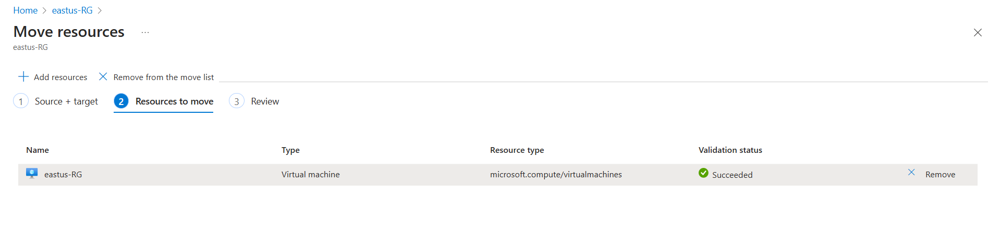 Home > eastus-RG >
Move resources ...
eastus-RG
Add resources Remove from the move list
1 Source + target 2 Resources to move 3 Review
Name Type Resource type Validation status
eastus-RG Virtual machine microsoft.compute/virtualmachines Succeeded Remove